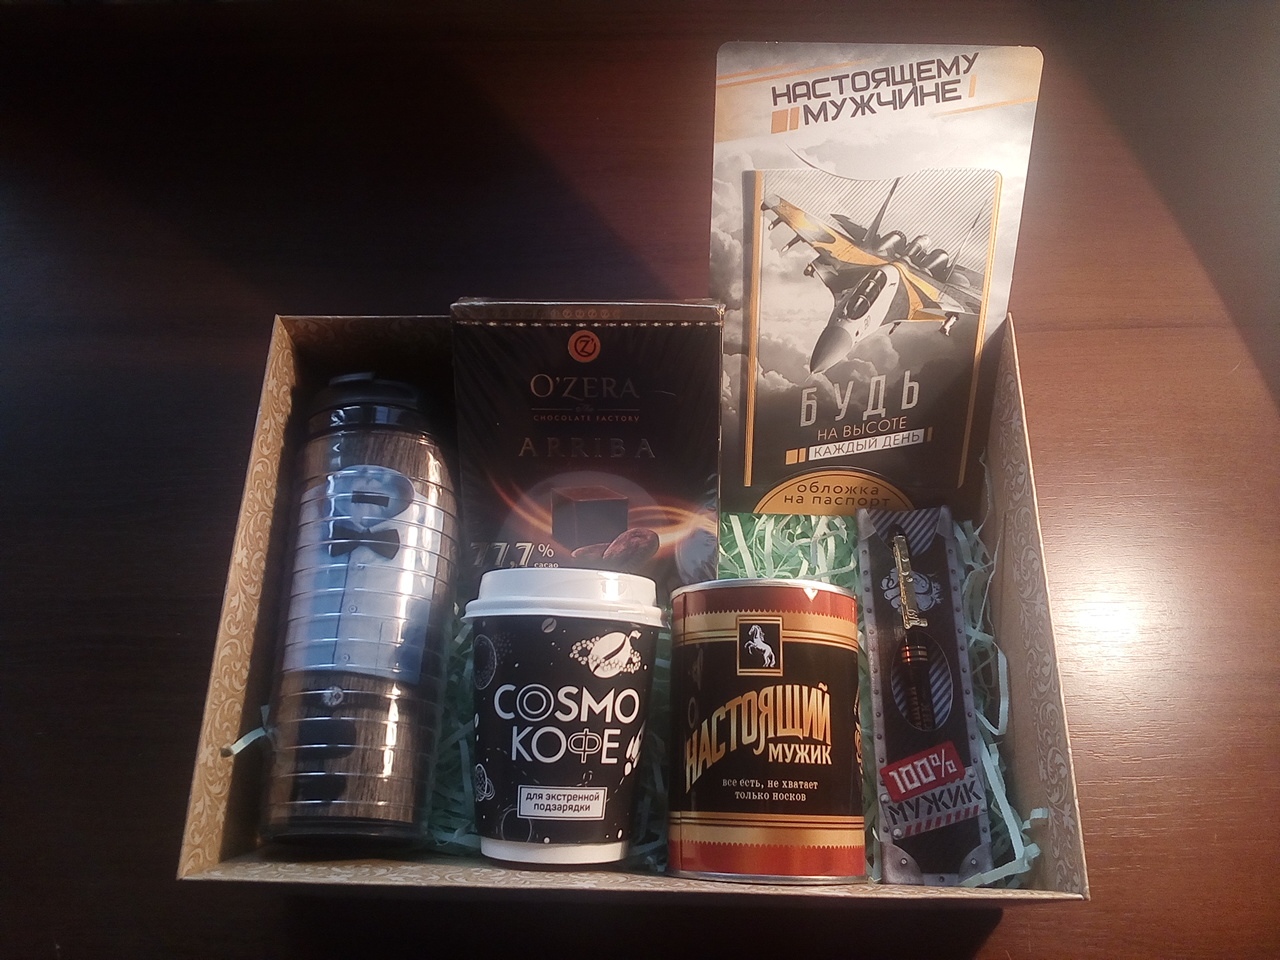 НАСТОЯЩЕМУ
МУЖЧИНЕ
БУДЬ
НА ВЫСОТЕ
КАЖДЫЙ ДЕНЬ
обложка
на паспорт
O'ZERA
CHOCOLATE FACTORY
ARRIBA
77,7%
cacao
COSMO
КОФЕ
для экстренной
подзарядки
НАСТОЯЩИЙ
МУЖИК
все есть, не хватает
только носков
100%
МУЖИК